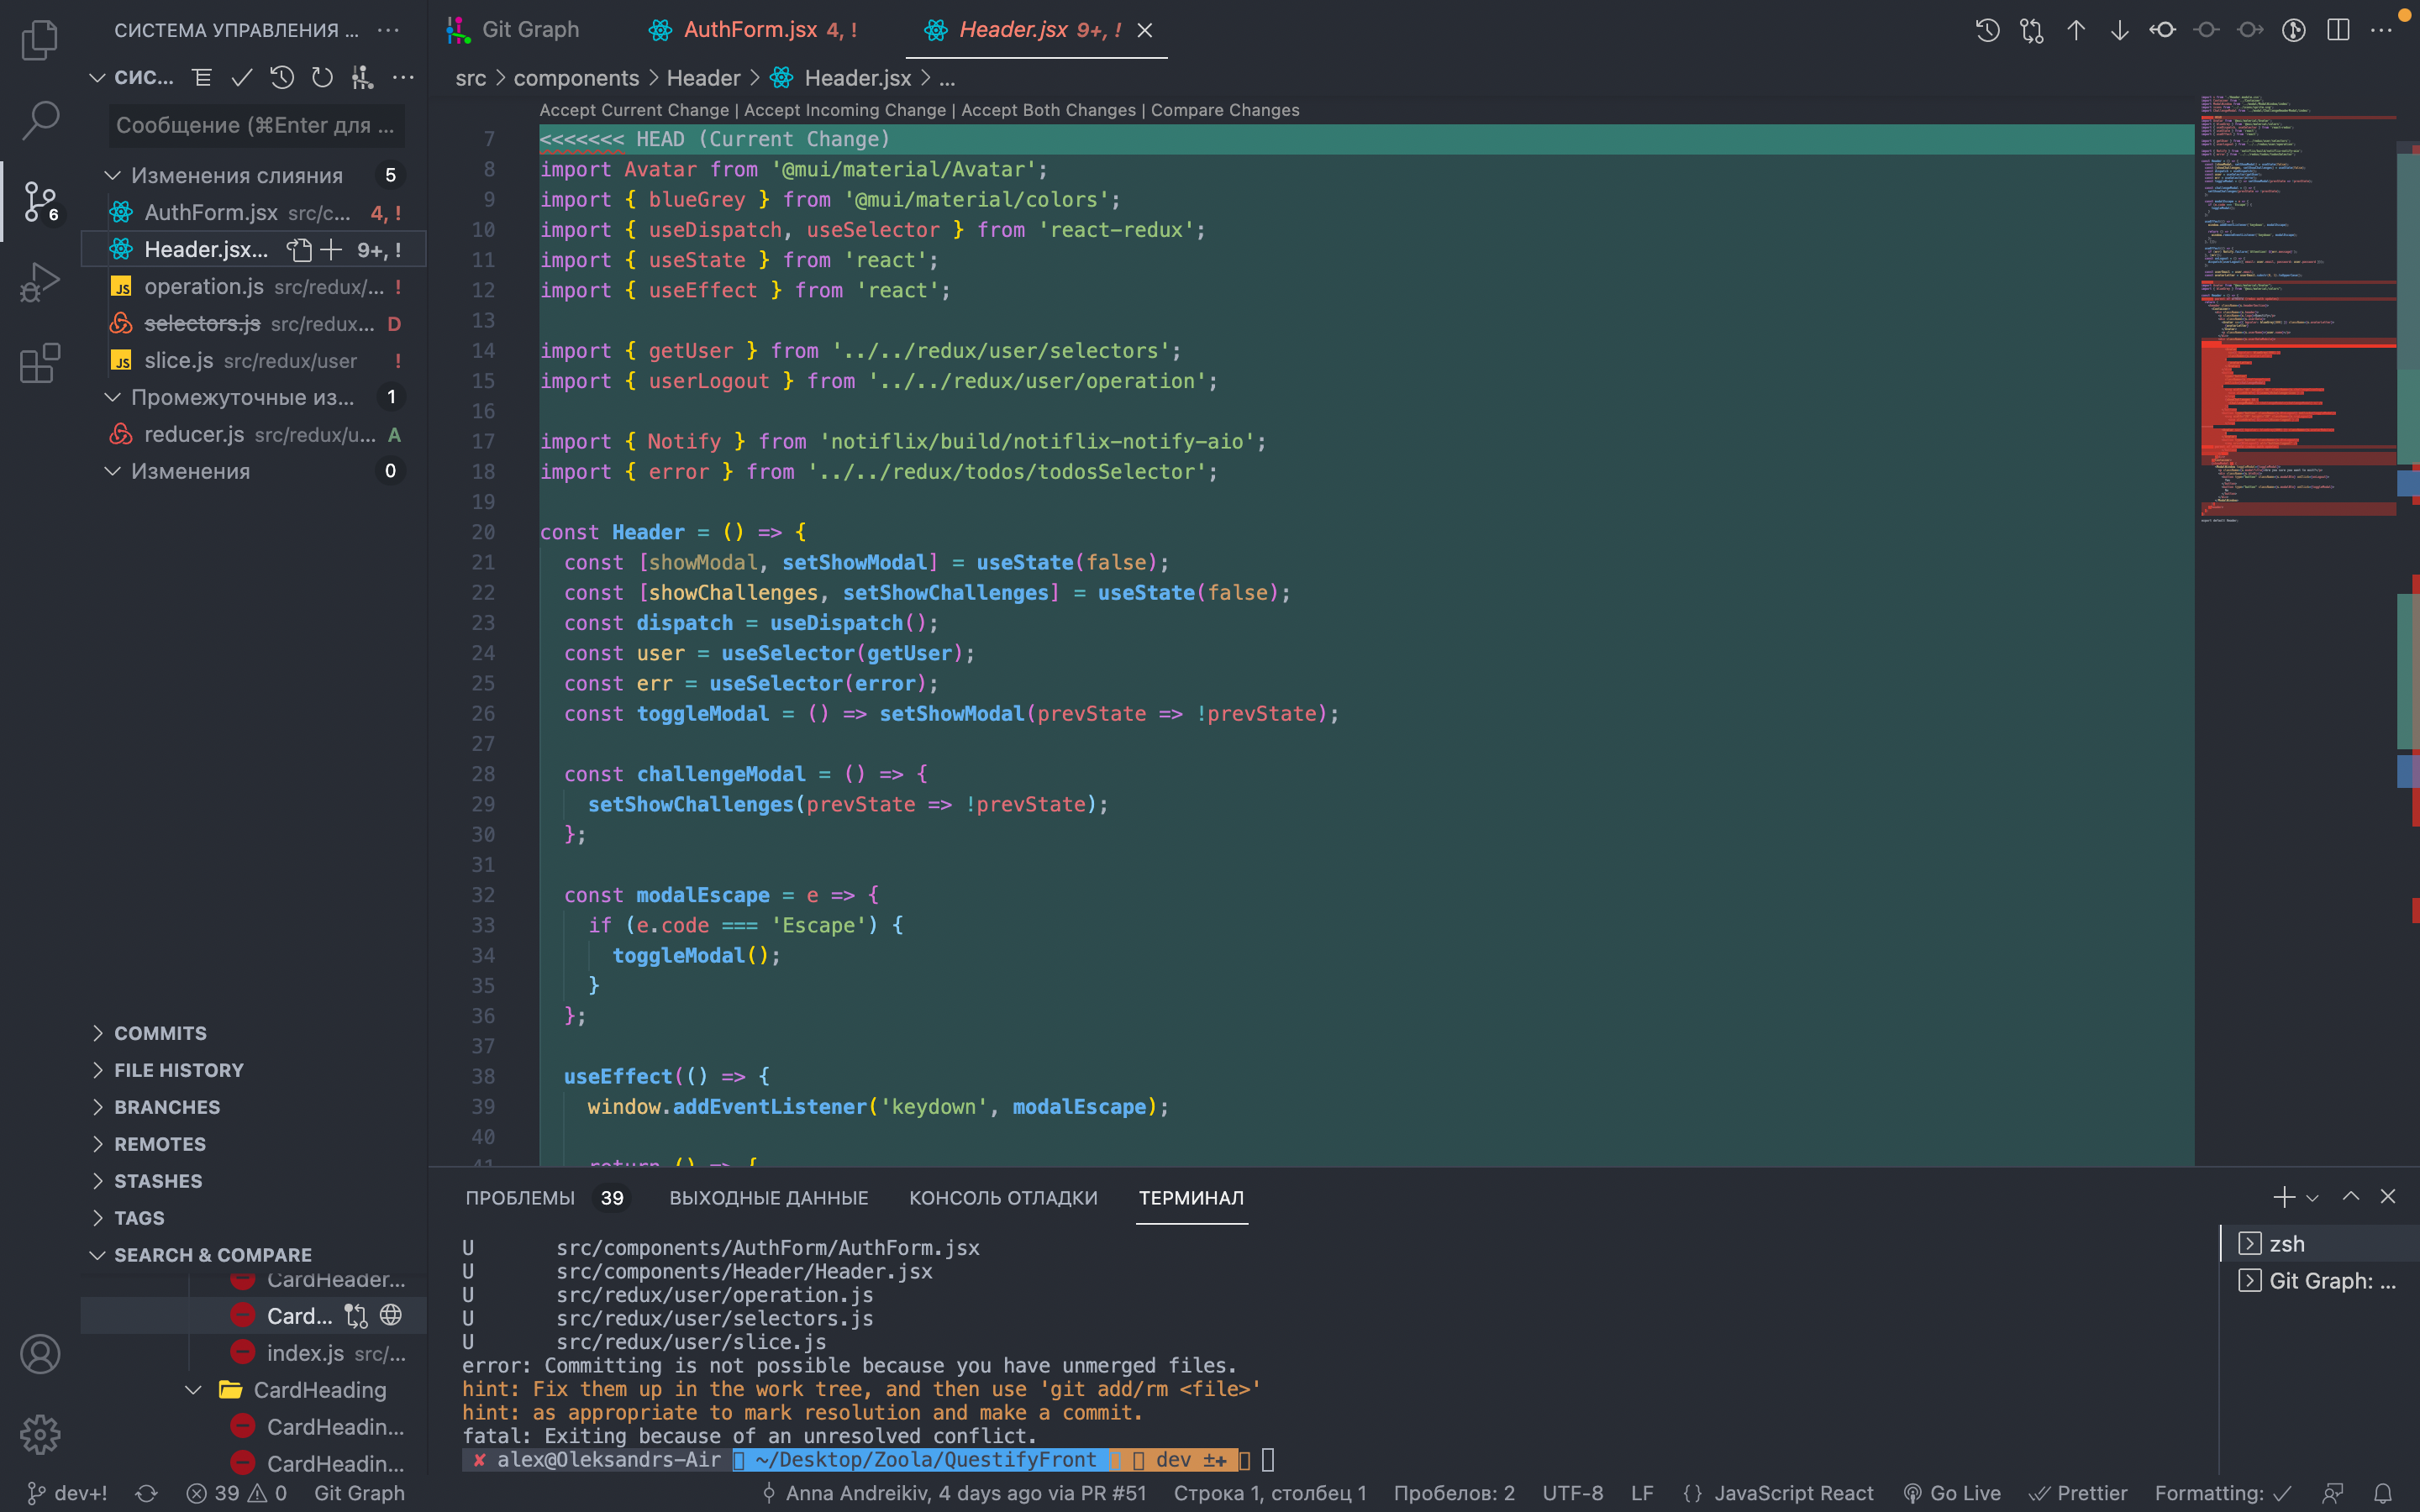 СИСТЕМА УПРАВЛЕНИЯ ...
СИС...
Сообщение (⌘Enter для ...
Изменения слияния 5
AuthForm.jsx src/c... 4, !
Header.jsx... 9+, !
operation.js src/redux/... !
selectors.js src/redux... D
slice.js src/redux/user !
Промежуточные из... 1
reducer.js src/redux/u... A
Изменения 0
6
COMMITS
FILE HISTORY
BRANCHES
REMOTES
STASHES
TAGS
SEARCH & COMPARE
CardHeader...
Card...
index.js src/...
CardHeading
CardHeadin...
CardHeadin...
Git Graph
AuthForm.jsx 4, !
Header.jsx 9+, !
src > components > Header > Header.jsx > ...
Accept Current Change | Accept Incoming Change | Accept Both Changes | Compare Changes
7 <<<<<<< HEAD (Current Change)
8 import Avatar from '@mui/material/Avatar';
9 import { blueGrey } from '@mui/material/colors';
10 import { useDispatch, useSelector } from 'react-redux';
11 import { useState } from 'react';
12 import { useEffect } from 'react';
13
14 import { getUser } from '../../redux/user/selectors';
15 import { userLogout } from '../../redux/user/operation';
16
17 import { Notify } from 'notiflix/build/notiflix-notify-aio';
18 import { error } from '../../redux/todos/todosSelector';
19
20 const Header = () => {
21 const [showModal, setShowModal] = useState(false);
22 const [showChallenges, setShowChallenges] = useState(false);
23 const dispatch = useDispatch();
24 const user = useSelector(getUser);
25 const err = useSelector(error);
26 const toggleModal = () => setShowModal(prevState => !prevState);
27
28 const challengeModal = () => {
29 setShowChallenges(prevState => !prevState);
30 };
31
32 const modalEscape = e => {
33 if (e.code === 'Escape') {
34 toggleModal();
35 }
36 };
37
38 useEffect(() => {
39 window.addEventListener('keydown', modalEscape);
40
41 return () => {
ПРОБЛЕМЫ 39 ВЫХОДНЫЕ ДАННЫЕ КОНСОЛЬ ОТЛАДКИ ТЕРМИНАЛ
U src/components/AuthForm/AuthForm.jsx
U src/components/Header/Header.jsx
U src/redux/user/operation.js
U src/redux/user/selectors.js
U src/redux/user/slice.js
error: Committing is not possible because you have unmerged files.
hint: Fix them up in the work tree, and then use 'git add/rm <file>'
hint: as appropriate to mark resolution and make a commit.
fatal: Exiting because of an unresolved conflict.
✘ alex@Oleksandrs-Air ~/Desktop/Zoola/QuestifyFront dev ±✚
zsh
Git Graph: ...
dev+! 39 0 Git Graph Anna Andreikiv, 4 days ago via PR #51 Строка 1, столбец 1 Пробелов: 2 UTF-8 LF {} JavaScript React Go Live Prettier Formatting: ✓